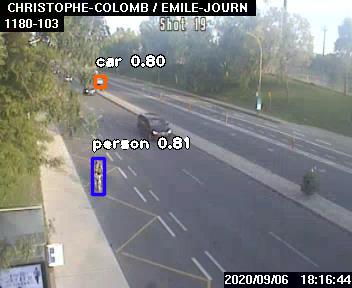 CHRISTOPHE-COLOMB / EMILE-JOURN
1180-103
Shot 19
car 0.80
person 0.81
2020/09/06 18:16:44